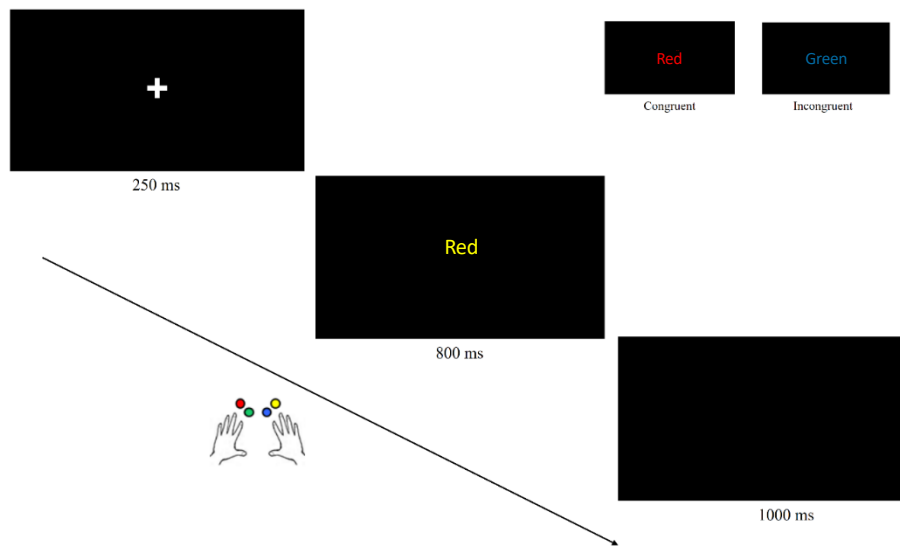 Red
Green
Congruent
Incongruent
250 ms
Red
800 ms
1000 ms